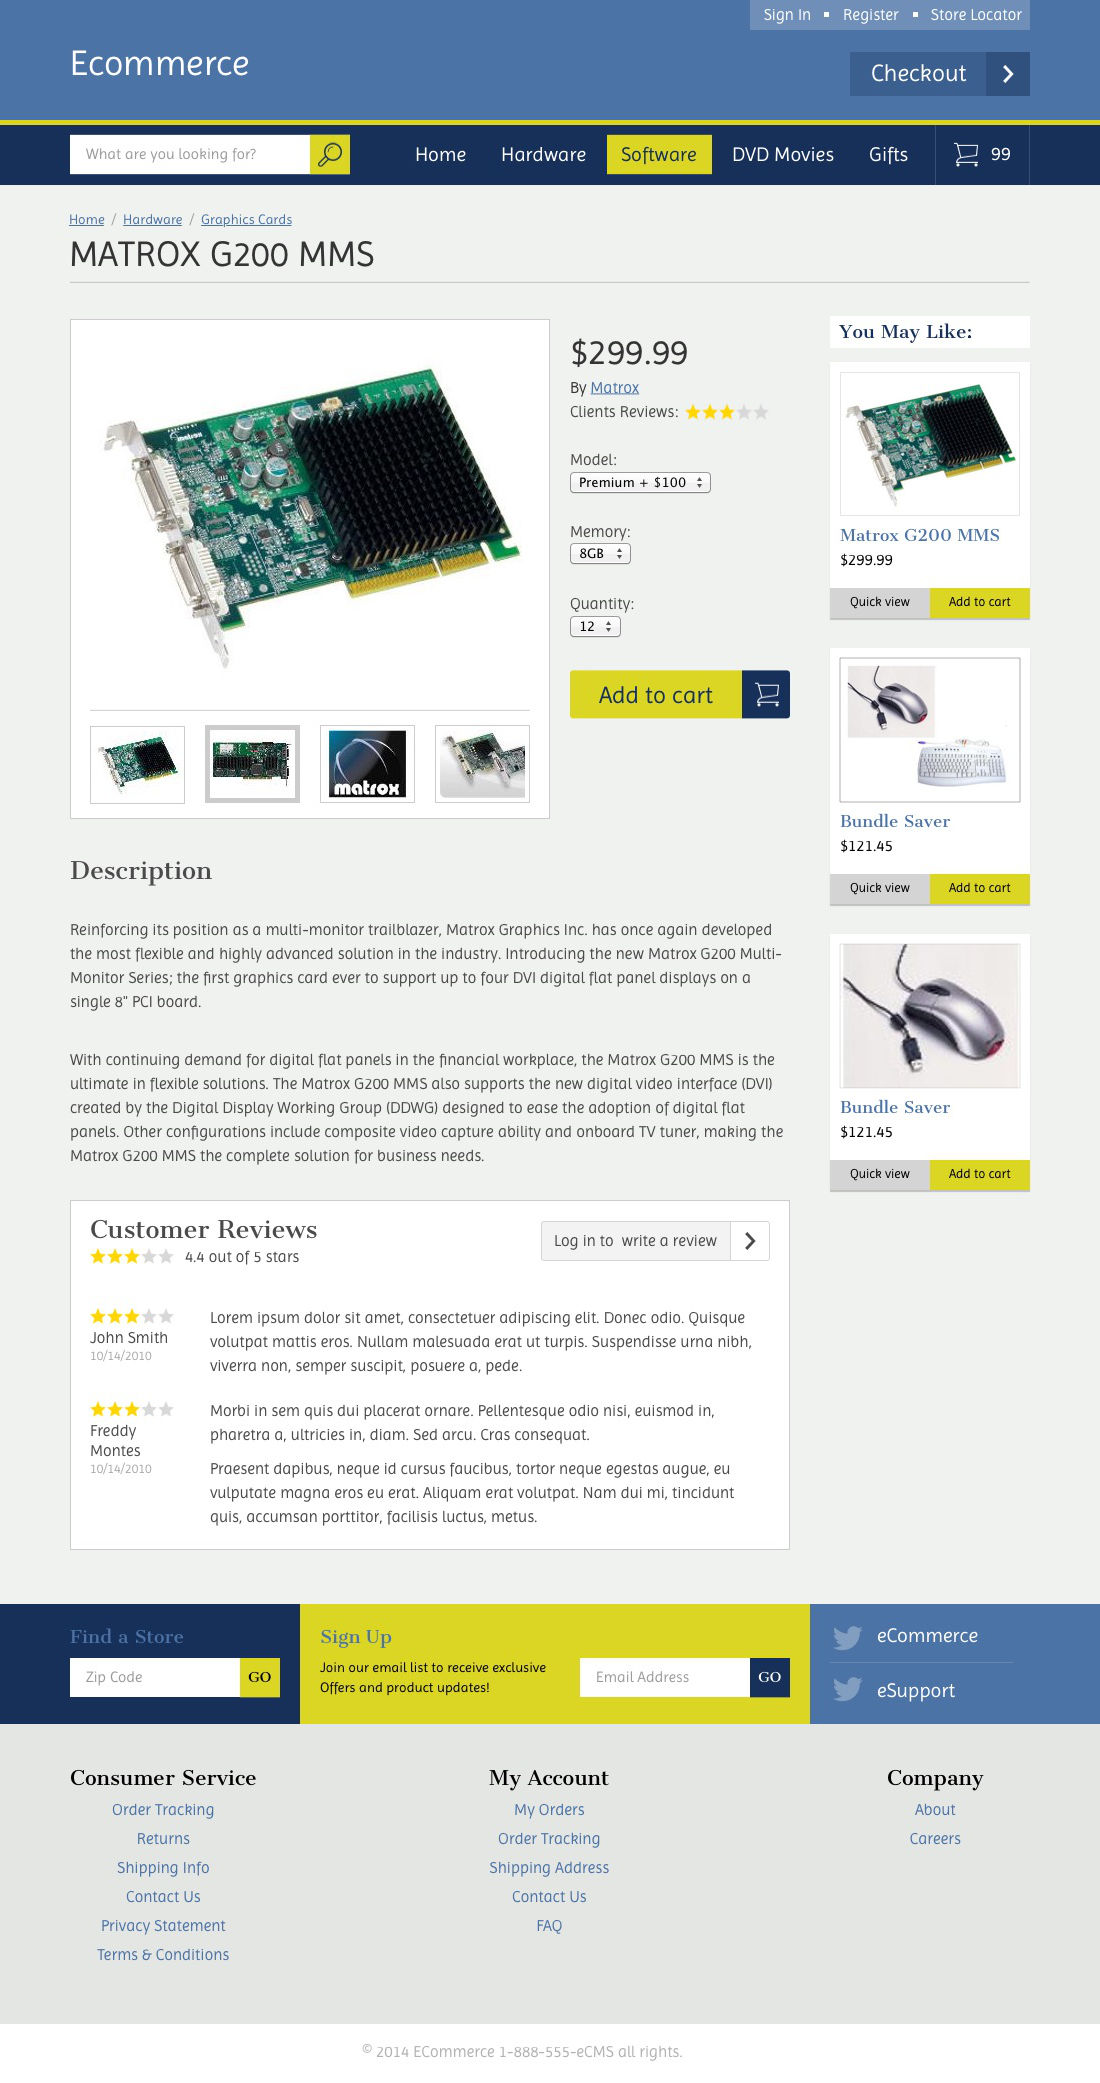 Sign In Register Store Locator
Ecommerce
Checkout
What are you looking for?
Home Hardware Software DVD Movies Gifts 99
Home / Hardware / Graphics Cards
MATROX G200 MMS
$299.99
By Matrox
Clients Reviews:
Model:
Premium + $100
Memory:
8GB
Quantity:
12
Add to cart
matrox
matrox
You May Like:
Matrox G200 MMS
$299.99
Quick view Add to cart
Bundle Saver
$121.45
Quick view Add to cart
Bundle Saver
$121.45
Quick view Add to cart
Description
Reinforcing its position as a multi-monitor trailblazer, Matrox Graphics Inc. has once again developed
the most flexible and highly advanced solution in the industry. Introducing the new Matrox G200 Multi-
Monitor Series; the first graphics card ever to support up to four DVI digital flat panel displays on a
single 8" PCI board.
With continuing demand for digital flat panels in the financial workplace, the Matrox G200 MMS is the
ultimate in flexible solutions. The Matrox G200 MMS also supports the new digital video interface (DVI)
created by the Digital Display Working Group (DDWG) designed to ease the adoption of digital flat
panels. Other configurations include composite video capture ability and onboard TV tuner, making the
Matrox G200 MMS the complete solution for business needs.
Customer Reviews
4.4 out of 5 stars
Log in to write a review
John Smith
10/14/2010
Lorem ipsum dolor sit amet, consectetuer adipiscing elit. Donec odio. Quisque
volutpat mattis eros. Nullam malesuada erat ut turpis. Suspendisse urna nibh,
viverra non, semper suscipit, posuere a, pede.
Freddy
Montes
10/14/2010
Morbi in sem quis dui placerat ornare. Pellentesque odio nisi, euismod in,
pharetra a, ultricies in, diam. Sed arcu. Cras consequat.
Praesent dapibus, neque id cursus faucibus, tortor neque egestas augue, eu
vulputate magna eros eu erat. Aliquam erat volutpat. Nam dui mi, tincidunt
quis, accumsan porttitor, facilisis luctus, metus.
Find a Store
Zip Code GO
Sign Up
Join our email list to receive exclusive
Offers and product updates!
Email Address GO
eCommerce
eSupport
Consumer Service
Order Tracking
Returns
Shipping Info
Contact Us
Privacy Statement
Terms & Conditions
My Account
My Orders
Order Tracking
Shipping Address
Contact Us
FAQ
Company
About
Careers
© 2014 ECommerce 1-888-555-eCMS all rights.